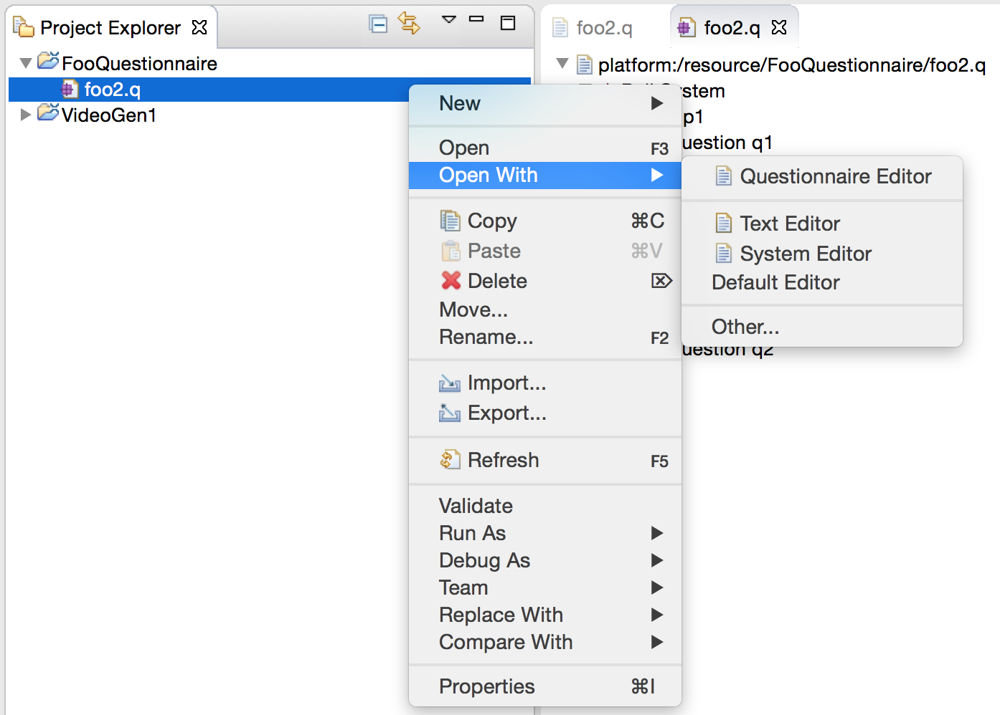 Project Explorer
FooQuestionnaire
foo2.q
VideoGen1
foo2.q
foo2.q
platform:/resource/FooQuestionnaire/foo2.q
System
p1
uestion q1
uestion q2
New
Open F3
Open With
Copy ⌘C
Paste ⌘V
Delete ⌦
Move...
Rename... F2
Import...
Export...
Refresh F5
Validate
Run As
Debug As
Team
Replace With
Compare With
Properties ⌘I
Questionnaire Editor
Text Editor
System Editor
Default Editor
Other...